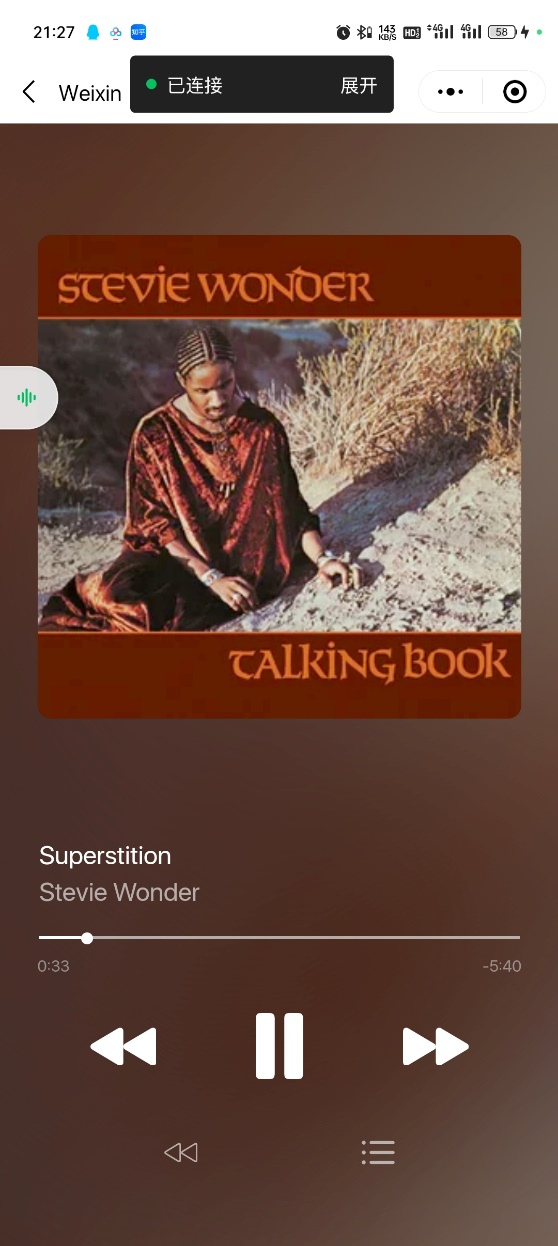 21:27
知乎
143
KB/S
HD2
4G
4G
58
Weixin
已连接
展开
STEVIE WONDER
TALKING BOOK
Superstition
Stevie Wonder
0:33
-5:40